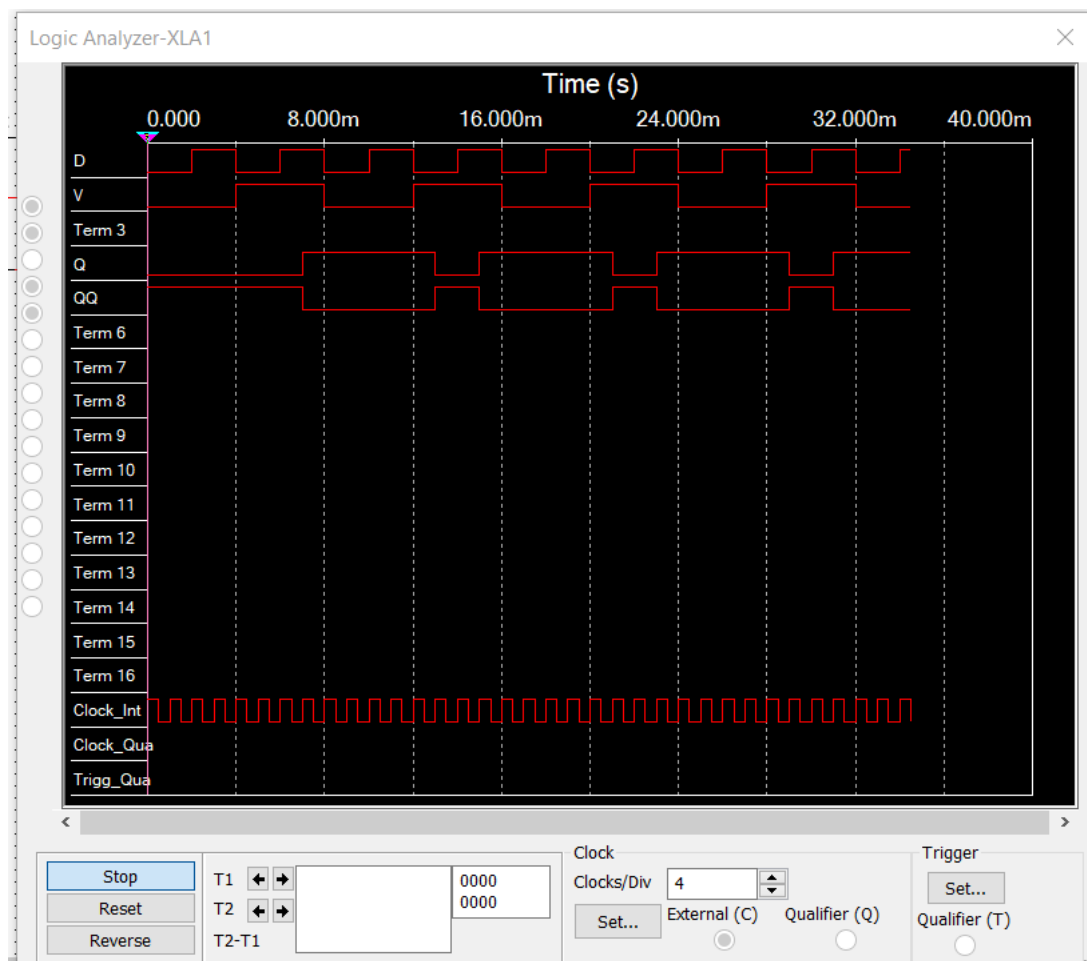 Logic Analyzer-XLA1
Time (s)
0.000 8.000m 16.000m 24.000m 32.000m 40.000m
D
V
Term 3
Q
QQ
Term 6
Term 7
Term 8
Term 9
Term 10
Term 11
Term 12
Term 13
Term 14
Term 15
Term 16
Clock_Int
Clock_Qua
Trigg_Qua
Stop
Reset
Reverse
T1
T2
T2-T1
0000
0000
Clock
Clocks/Div 4
Set... External (C) Qualifier (Q)
Trigger
Set...
Qualifier (T)